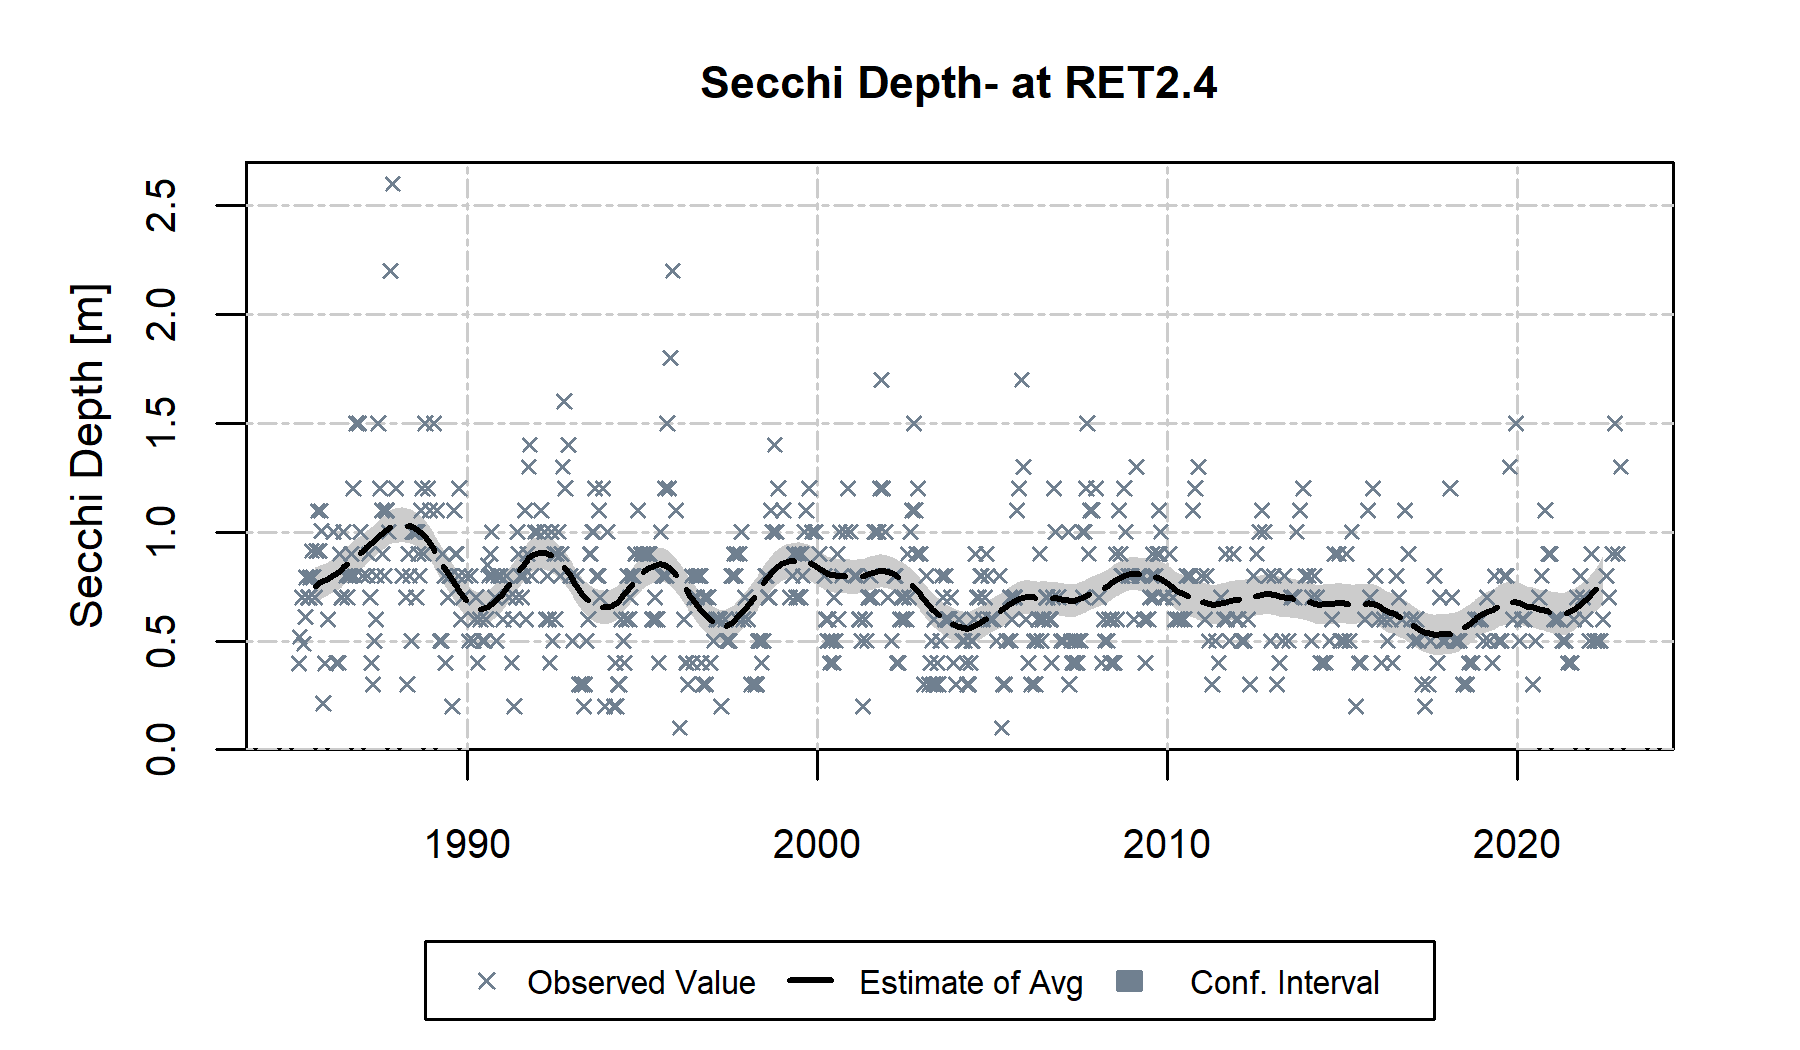 Secchi Depth- at RET2.4
Secchi Depth [m]
2.5
2.0
1.5
1.0
0.5
0.0
1990 2000 2010 2020
Observed Value Estimate of Avg Conf. Interval